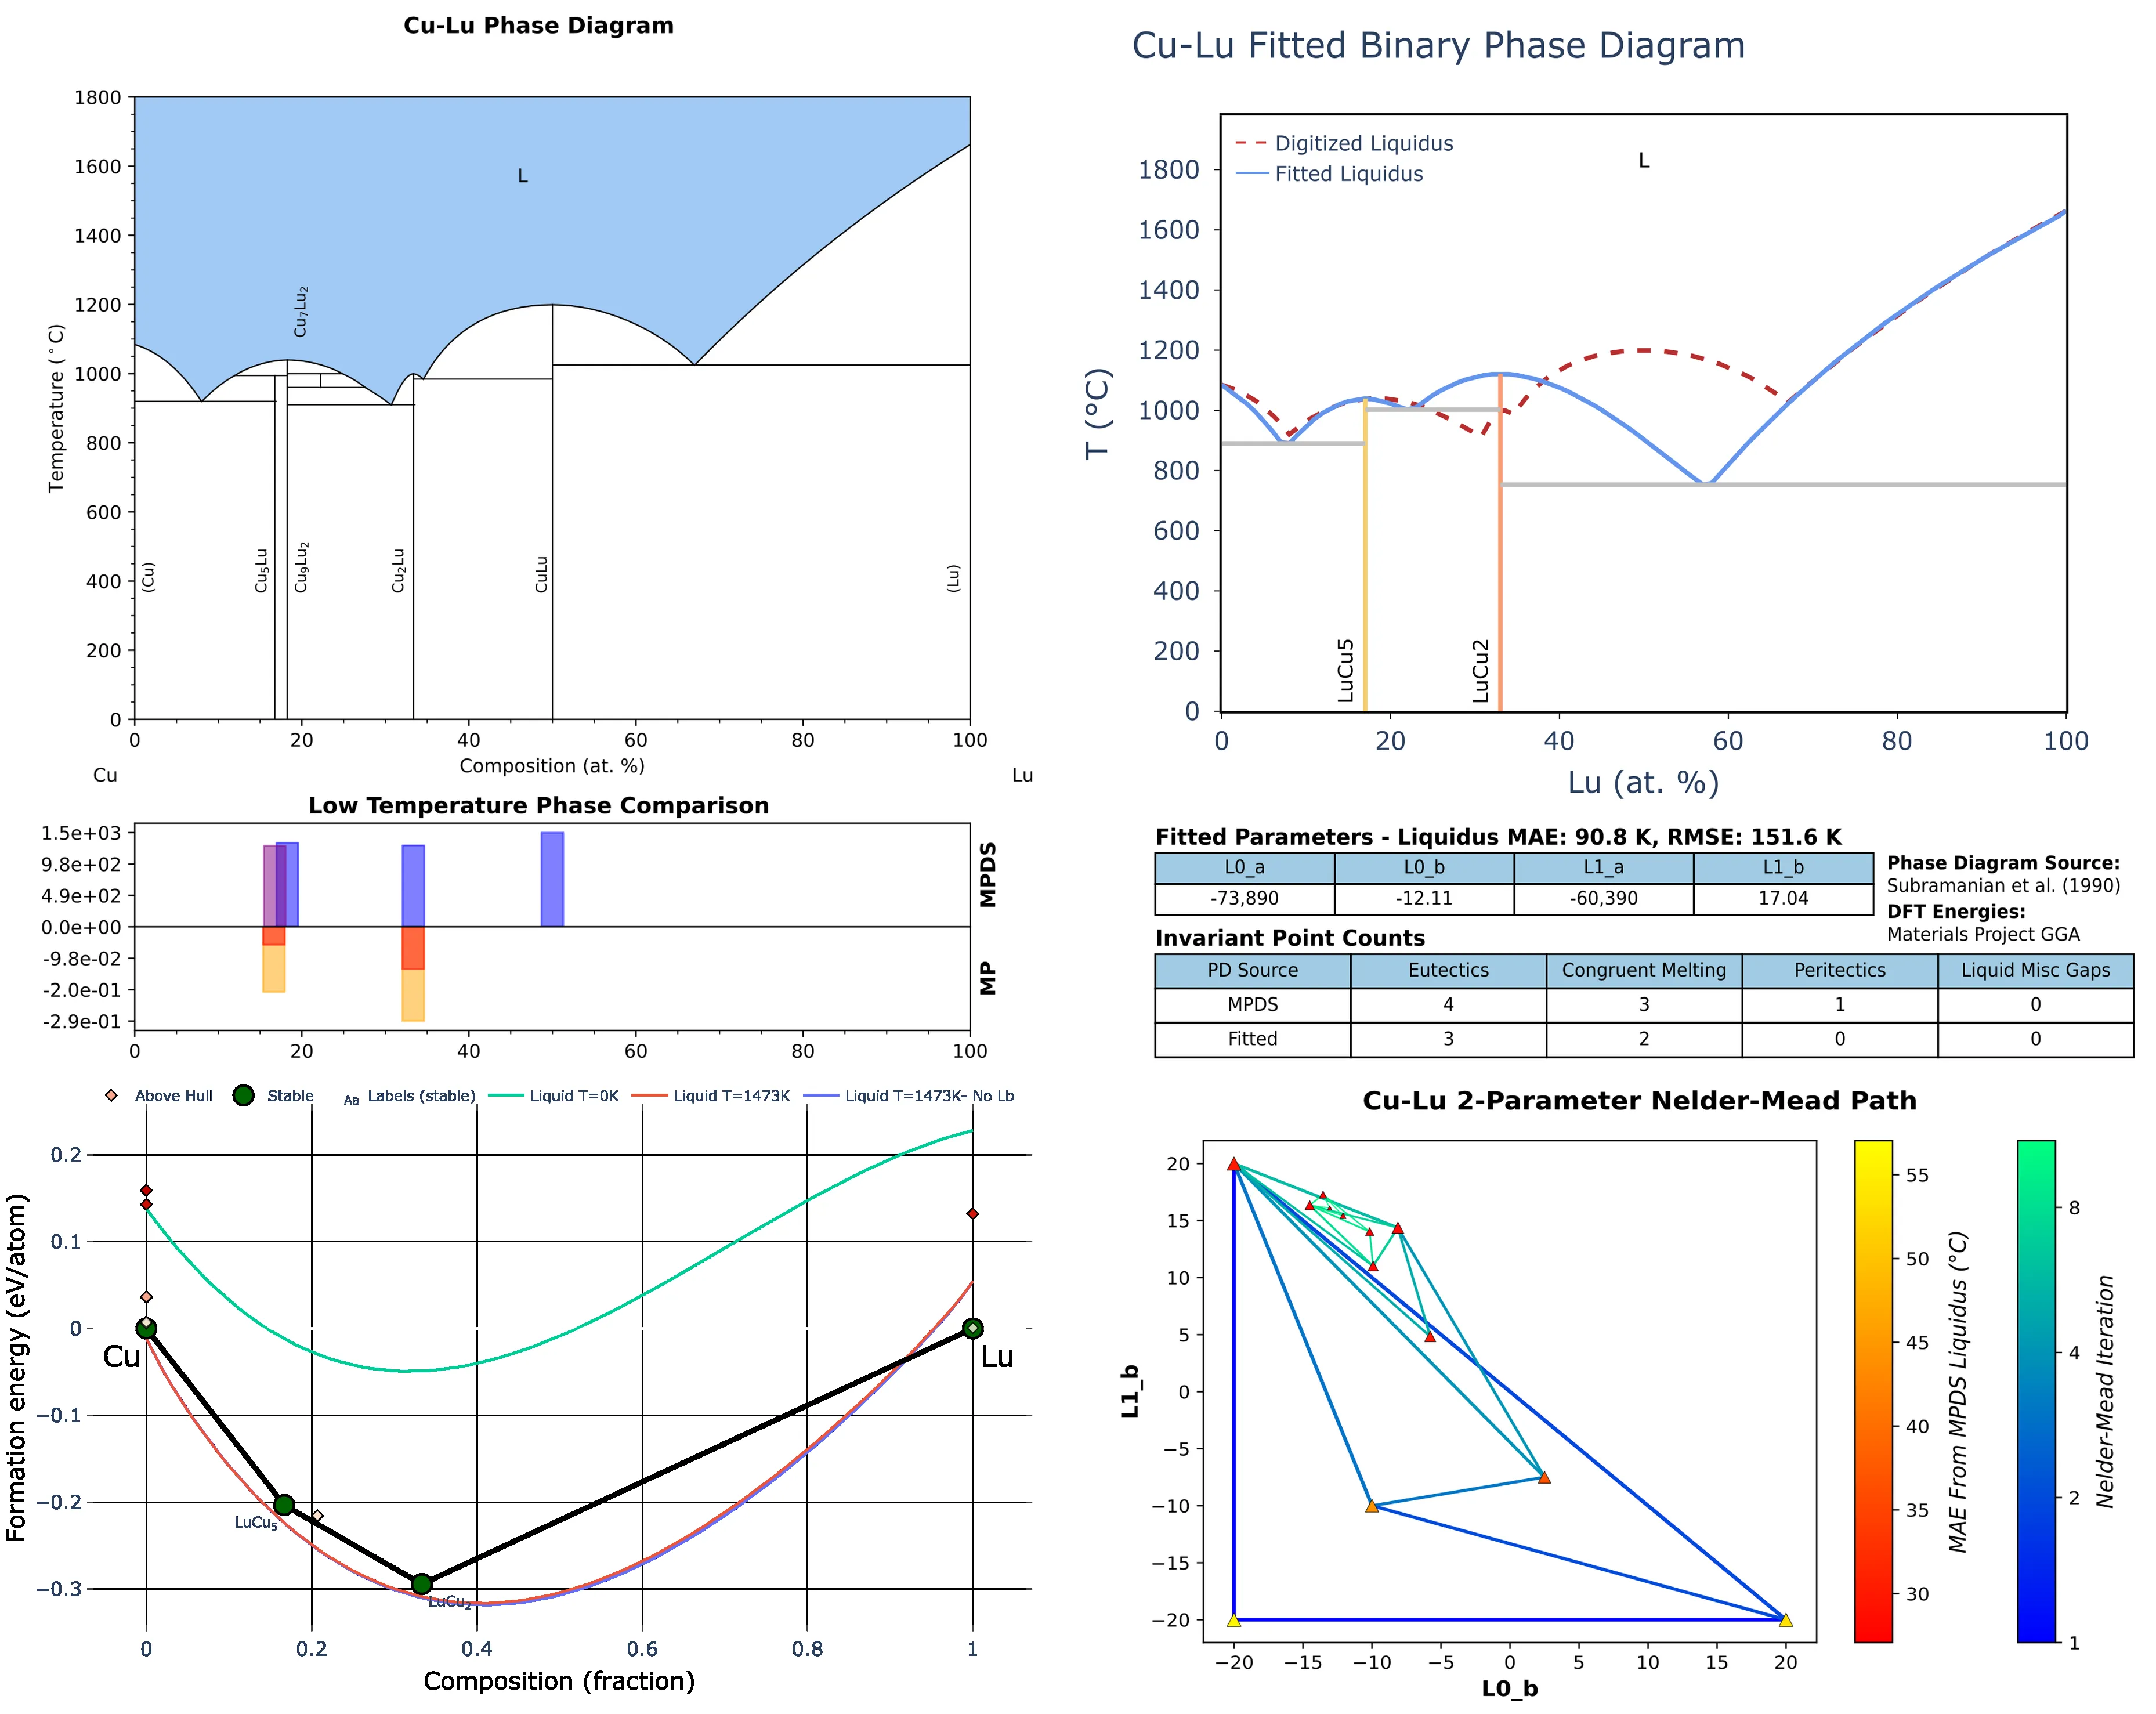 Cu-Lu Phase Diagram
1800
1600
1400
1200
1000
800
600
400
200
0
Temperature (°C)
L
Cu7Lu2
(Cu)
Cu5Lu
Cu9Lu2
Cu2Lu
CuLu
(Lu)
0 20 40 60 80 100
Composition (at. %)
Cu Lu
Cu-Lu Fitted Binary Phase Diagram
Digitized Liquidus
Fitted Liquidus
L
1800
1600
1400
1200
1000
800
600
400
200
0
T (°C)
LuCu5
LuCu2
0 20 40 60 80 100
Lu (at. %)
Low Temperature Phase Comparison
1.5e+03
9.8e+02
4.9e+02
0.0e+00
-9.8e-02
-2.0e-01
-2.9e-01
MPDS
MP
0 20 40 60 80 100
Fitted Parameters - Liquidus MAE: 90.8 K, RMSE: 151.6 K
L0_a L0_b L1_a L1_b
-73,890 -12.11 -60,390 17.04
Phase Diagram Source:
Subramanian et al. (1990)
DFT Energies:
Materials Project GGA
Invariant Point Counts
PD Source Eutectics Congruent Melting Peritectics Liquid Misc Gaps
MPDS 4 3 1 0
Fitted 3 2 0 0
Above Hull Stable Aa Labels (stable) Liquid T=0K Liquid T=1473K Liquid T=1473K- No Lb
0.2
0.1
0
−0.1
−0.2
−0.3
Formation energy (eV/atom)
Cu
Lu
LuCu5
LuCu2
0 0.2 0.4 0.6 0.8 1
Composition (fraction)
Cu-Lu 2-Parameter Nelder-Mead Path
20
15
10
5
0
−5
−10
−15
−20
L1_b
−20 −15 −10 −5 0 5 10 15 20
L0_b
55
50
45
40
35
30
MAE From MPDS Liquidus (°C)
8
4
2
1
Nelder-Mead Iteration